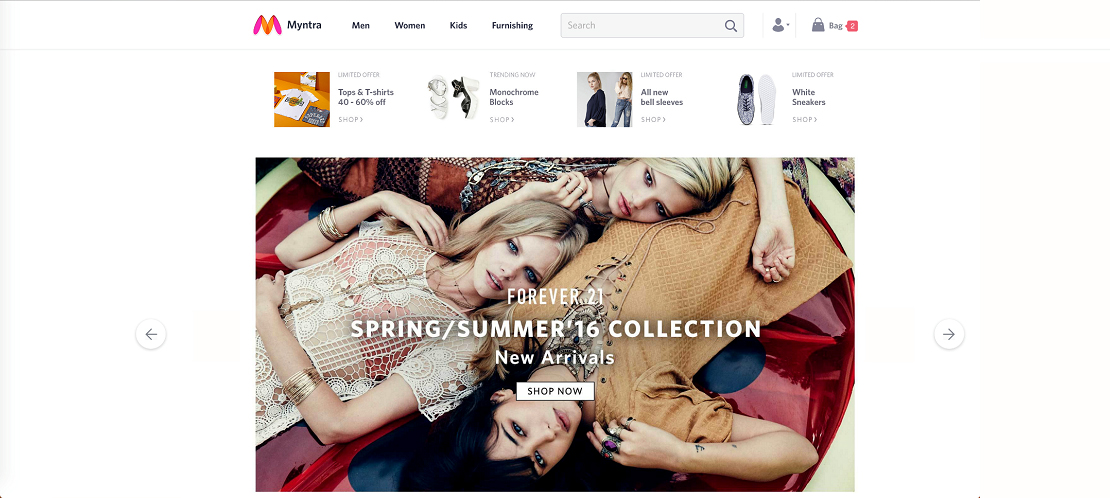 Myntra
Men
Women
Kids
Furnishing
Search
Bag 2
LIMITED OFFER
Tops & T-shirts
40 - 60% off
SHOP
TRENDING NOW
Monochrome
Blocks
SHOP
LIMITED OFFER
All new
bell sleeves
SHOP
LIMITED OFFER
White
Sneakers
SHOP
FOREVER 21
SPRING/SUMMER'16 COLLECTION
New Arrivals
SHOP NOW